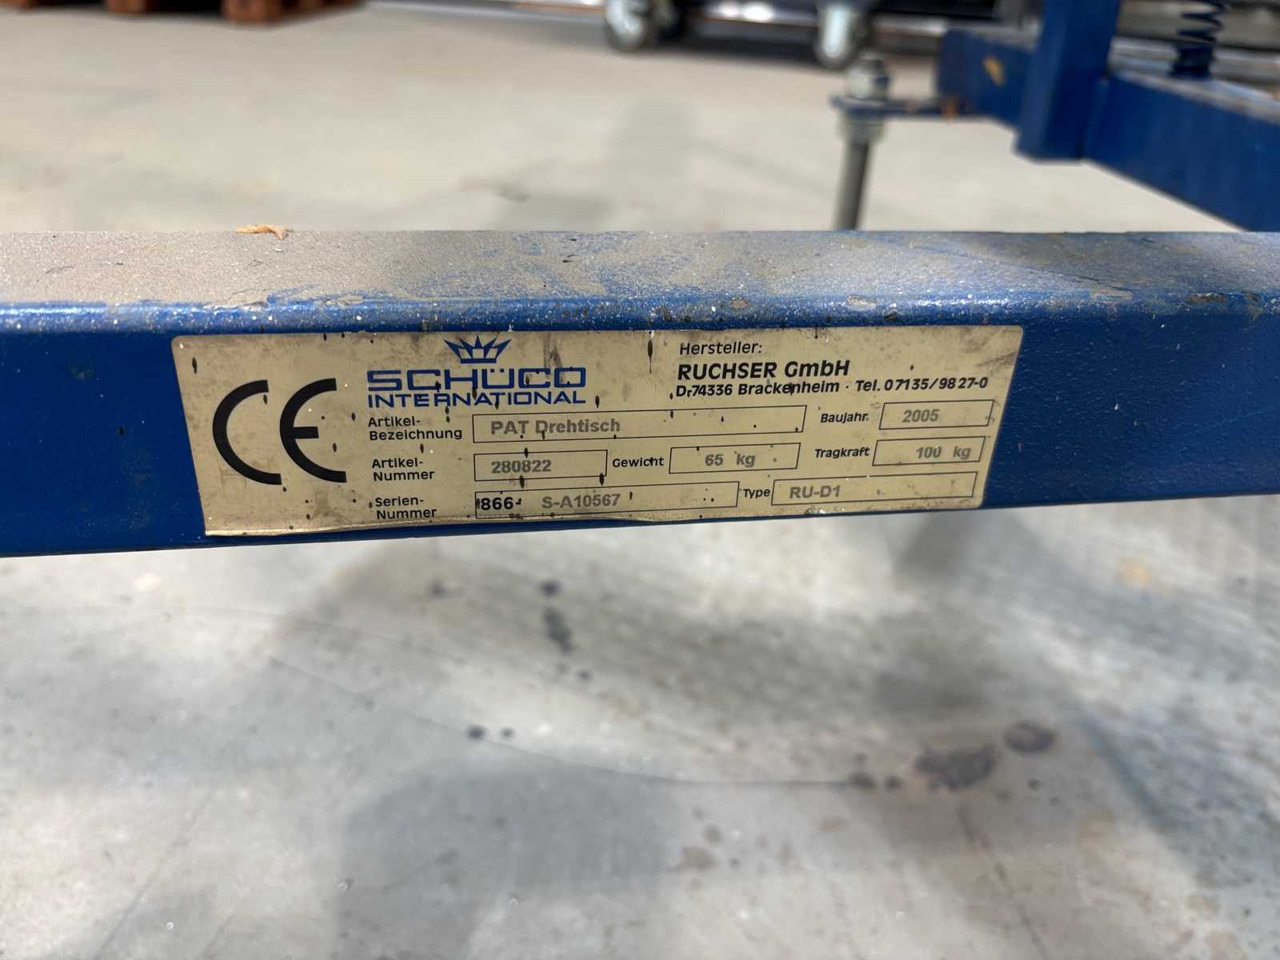 CE
SCHÜCO
INTERNATIONAL
Hersteller:
RUCHSER GmbH
D-74336 Brackenheim · Tel. 07135/9827-0
Artikel-
Bezeichnung PAT Drehtisch Baujahr. 2005
Artikel-
Nummer 280822 Gewicht 65 kg Tragkraft 100 kg
Serien-
Nummer 866- S-A10567 Type RU-D1